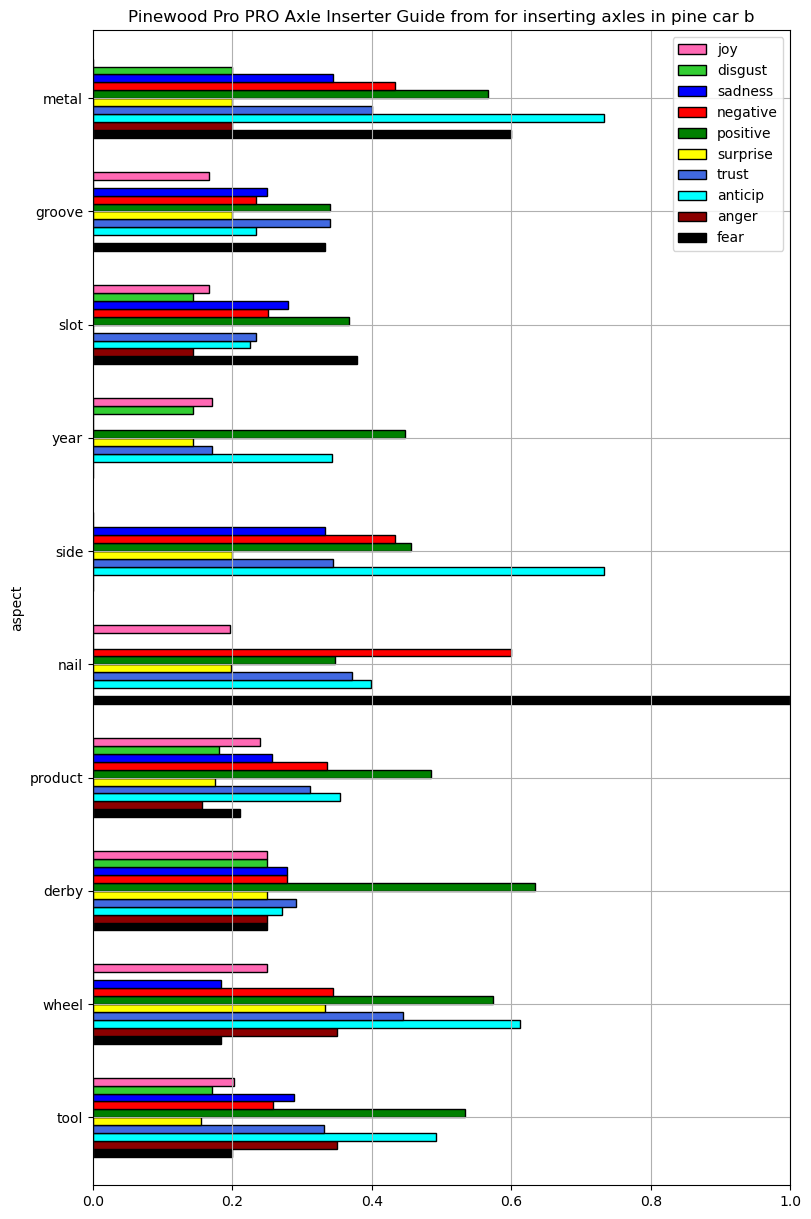 Pinewood Pro PRO Axle Inserter Guide from for inserting axles in pine car b
joy
disgust
sadness
negative
positive
surprise
trust
anticip
anger
fear
metal
groove
slot
year
side
nail
product
derby
wheel
tool
aspect
0.0 0.2 0.4 0.6 0.8 1.0